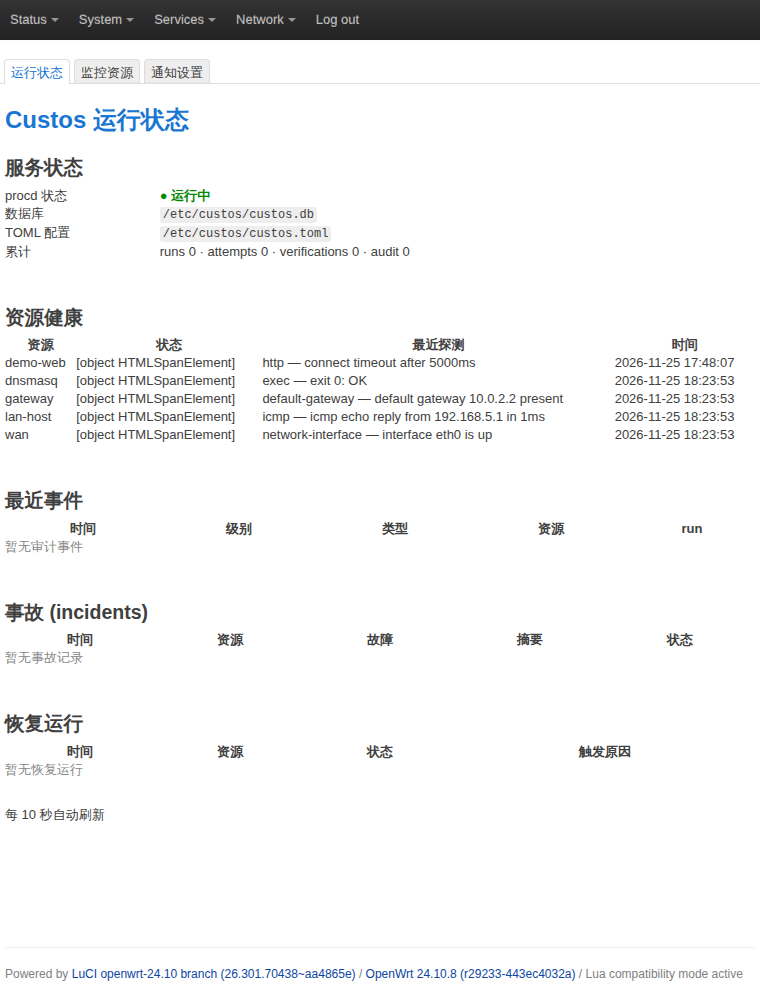 Status System Services Network Log out
运行状态 监控资源 通知设置
Custos 运行状态
服务状态
procd 状态 ● 运行中
数据库 /etc/custos/custos.db
TOML 配置 /etc/custos/custos.toml
累计 runs 0 · attempts 0 · verifications 0 · audit 0
资源健康
资源 状态 最近探测 时间
demo-web [object HTMLSpanElement] http — connect timeout after 5000ms 2026-11-25 17:48:07
dnsmasq [object HTMLSpanElement] exec — exit 0: OK 2026-11-25 18:23:53
gateway [object HTMLSpanElement] default-gateway — default gateway 10.0.2.2 present 2026-11-25 18:23:53
lan-host [object HTMLSpanElement] icmp — icmp echo reply from 192.168.5.1 in 1ms 2026-11-25 18:23:53
wan [object HTMLSpanElement] network-interface — interface eth0 is up 2026-11-25 18:23:53
最近事件
时间 级别 类型 资源 run
暂无审计事件
事故 (incidents)
时间 资源 故障 摘要 状态
暂无事故记录
恢复运行
时间 资源 状态 触发原因
暂无恢复运行
每 10 秒自动刷新
Powered by LuCI openwrt-24.10 branch (26.301.70438~aa4865e) / OpenWrt 24.10.8 (r29233-443ec4032a) / Lua compatibility mode active